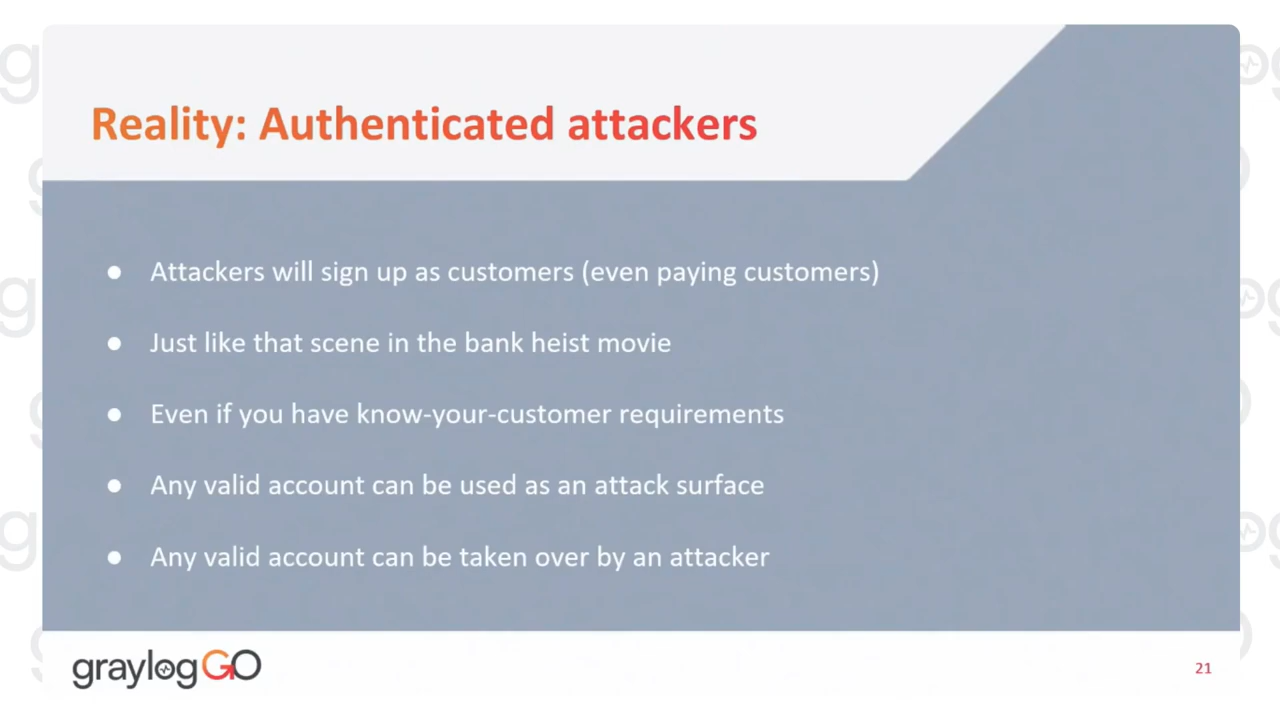 Reality: Authenticated attackers
● Attackers will sign up as customers (even paying customers)
● Just like that scene in the bank heist movie
● Even if you have know-your-customer requirements
● Any valid account can be used as an attack surface
● Any valid account can be taken over by an attacker
graylog GO
21